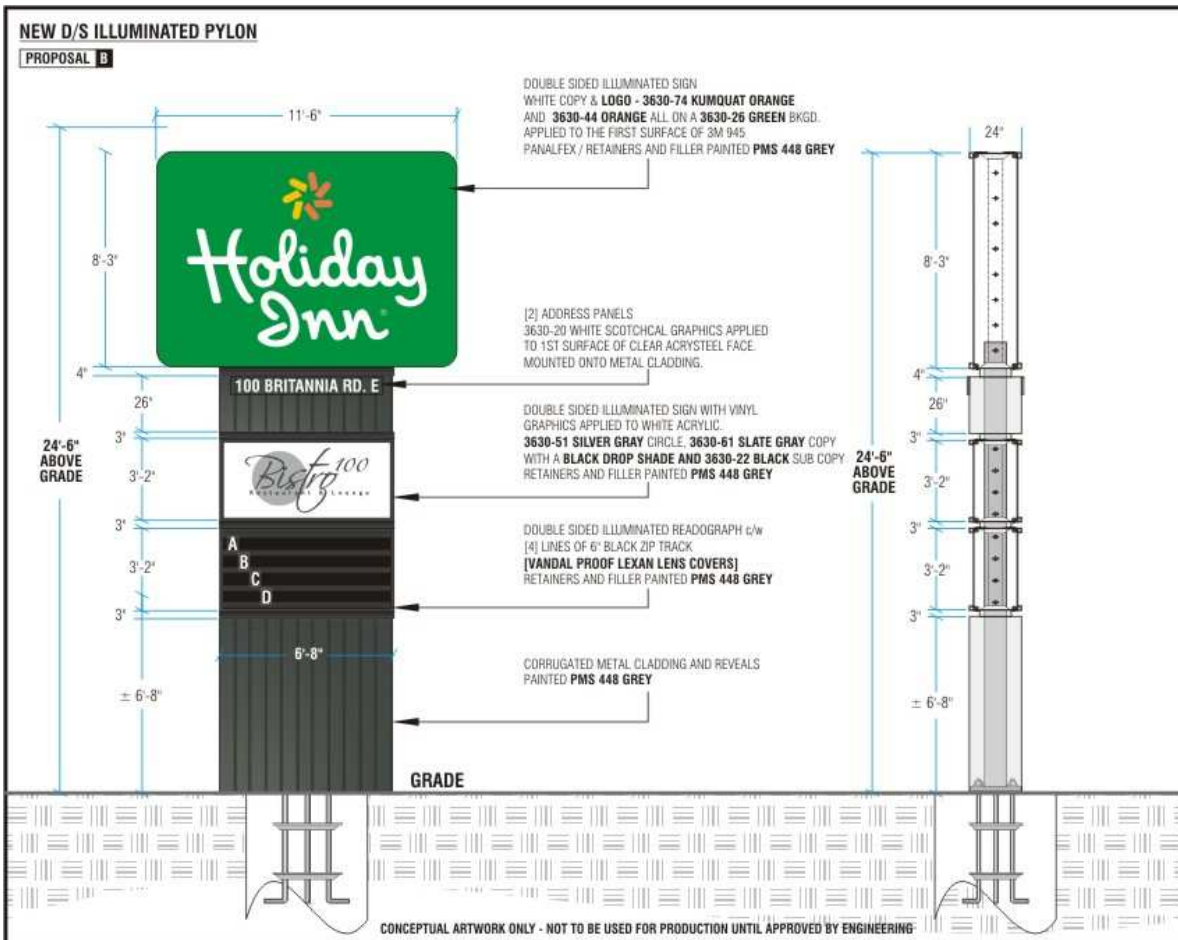 NEW D/S ILLUMINATED PYLON
PROPOSAL B
DOUBLE SIDED ILLUMINATED SIGN
WHITE COPY & LOGO - 3630-74 KUMQUAT ORANGE
AND 3630-44 ORANGE ALL ON A 3630-26 GREEN BKGD.
APPLIED TO THE FIRST SURFACE OF 3M 945
PANALFEX / RETAINERS AND FILLER PAINTED PMS 448 GREY
11'-6"
24"
8'-3"
Holiday
Inn®
8'-3"
[2] ADDRESS PANELS
3630-20 WHITE SCOTCHCAL GRAPHICS APPLIED
TO 1ST SURFACE OF CLEAR ACRYSTEEL FACE.
MOUNTED ONTO METAL CLADDING.
4"
100 BRITANNIA RD. E
4"
26"
26"
DOUBLE SIDED ILLUMINATED SIGN WITH VINYL
GRAPHICS APPLIED TO WHITE ACRYLIC.
3630-51 SILVER GRAY CIRCLE, 3630-61 SLATE GRAY COPY
WITH A BLACK DROP SHADE AND 3630-22 BLACK SUB COPY
RETAINERS AND FILLER PAINTED PMS 448 GREY
3"
3"
24'-6"
ABOVE
GRADE
24'-6"
ABOVE
GRADE
3'-2"
Bistro 100
Restaurant & Lounge
3'-2"
3"
3"
DOUBLE SIDED ILLUMINATED READOGRAPH c/w
[4] LINES OF 6" BLACK ZIP TRACK
[VANDAL PROOF LEXAN LENS COVERS]
RETAINERS AND FILLER PAINTED PMS 448 GREY
A
B
C
D
3'-2"
3'-2"
3"
3"
6'-8"
CORRUGATED METAL CLADDING AND REVEALS
PAINTED PMS 448 GREY
± 6'-8"
± 6'-8"
GRADE
CONCEPTUAL ARTWORK ONLY - NOT TO BE USED FOR PRODUCTION UNTIL APPROVED BY ENGINEERING